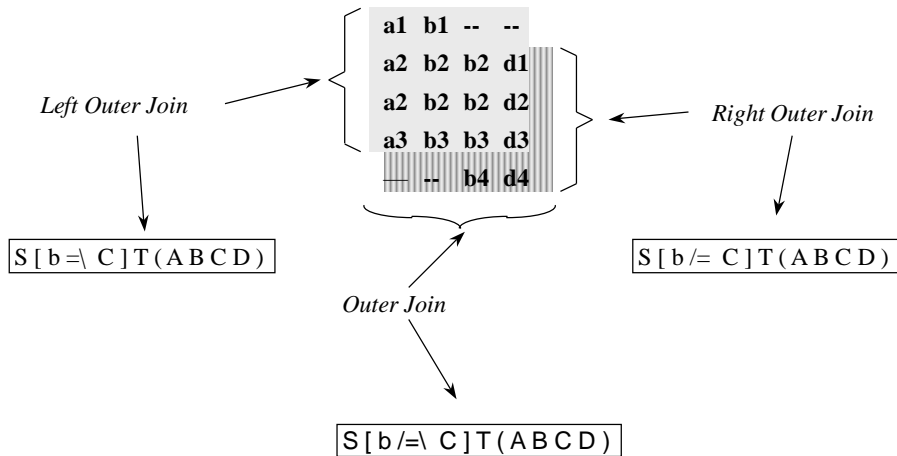 a1 b1 -- --
a2 b2 b2 d1
a2 b2 b2 d2
a3 b3 b3 d3
— -- b4 d4
Left Outer Join
Right Outer Join
S [ b =\ C ] T ( A B C D )
S [ b /= C ] T ( A B C D )
Outer Join
S [ b /=\ C ] T ( A B C D )